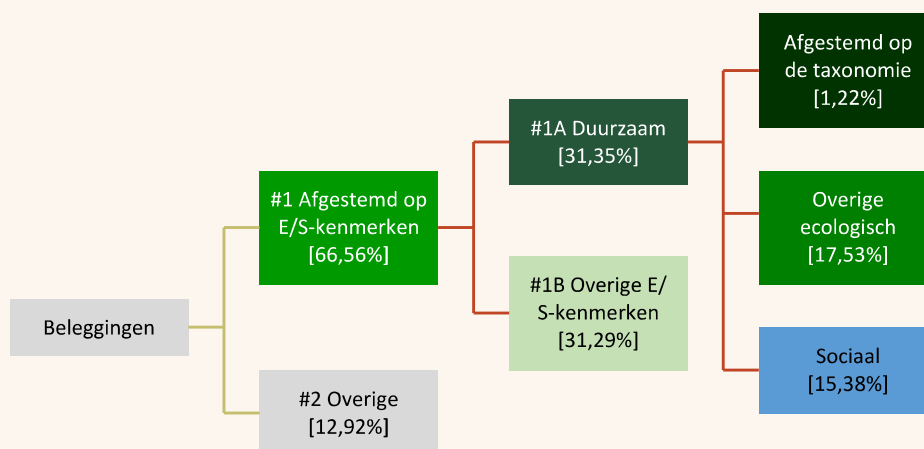 Afgestemd op
de taxonomie
[1,22%]
#1A Duurzaam
[31,35%]
#1 Afgestemd op
E/S-kenmerken
[66,56%]
Overige
ecologisch
[17,53%]
#1B Overige E/
S-kenmerken
[31,29%]
Beleggingen
Sociaal
[15,38%]
#2 Overige
[12,92%]